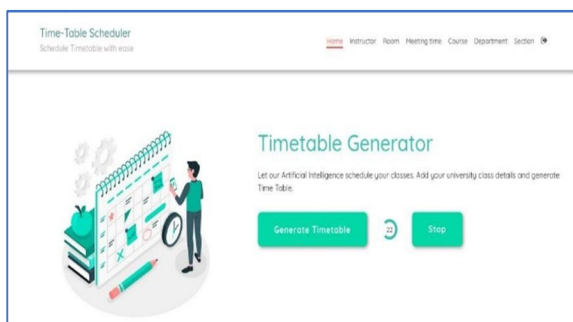 Time-Table Scheduler
Schedule Timetable with ease
Home Instructor Room Meeting time Course Department Section
Timetable Generator
Let our Artificial Intelligence schedule your classes. Add your university class details and generate
Time Table.
Generate Timetable 22 Stop